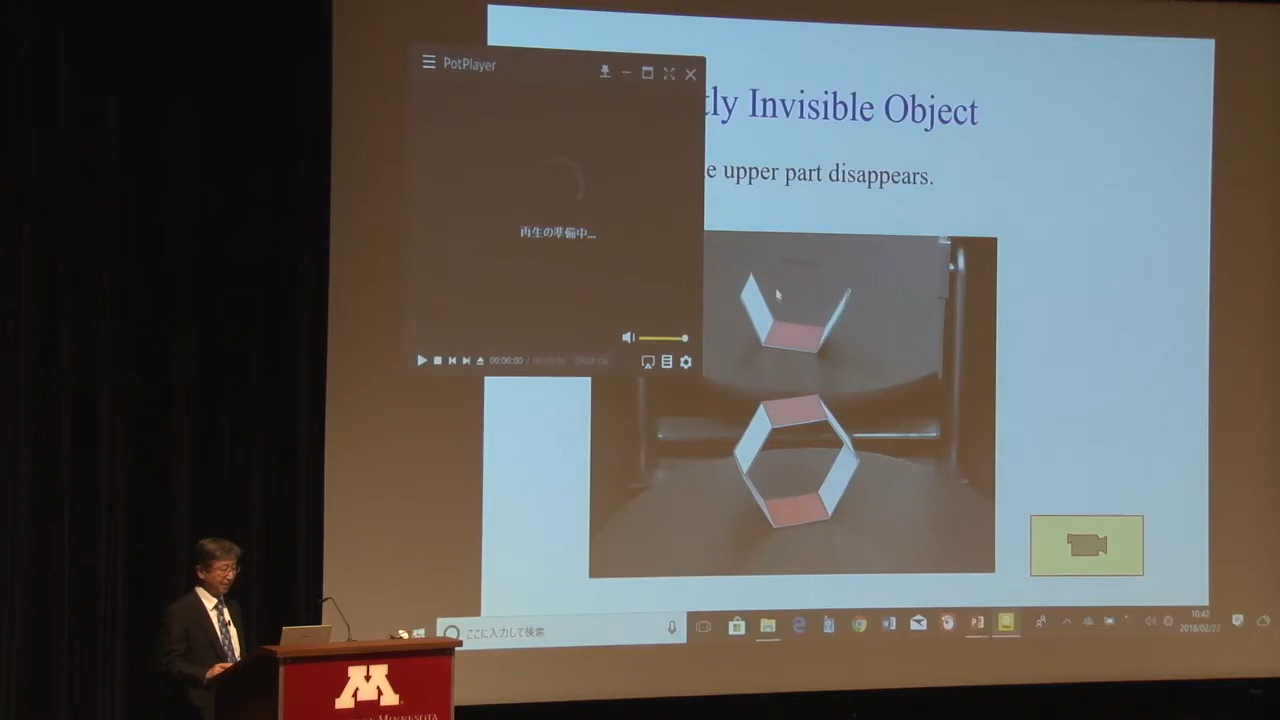 PotPlayer
tly Invisible Object
e upper part disappears.
再生の準備中...
00:00:00
ここに入力して検索
10:42
2018/02/23
M
MINNESOTA